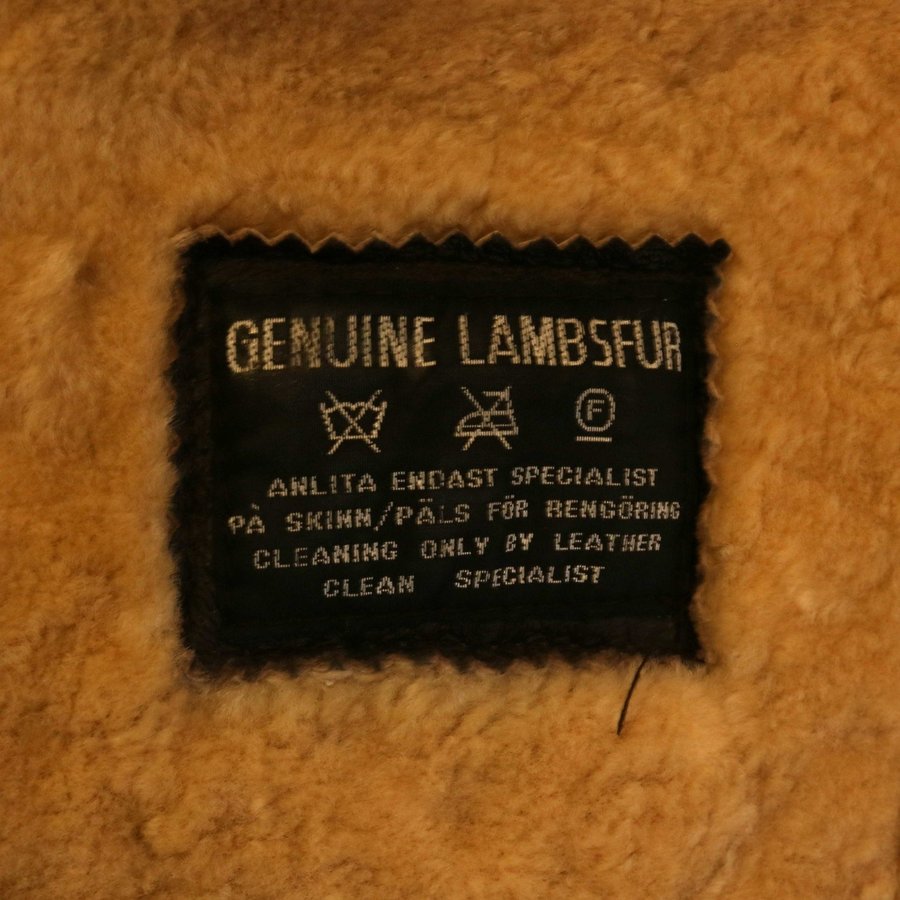 GENUINE LAMBSFUR
F
ANLITA ENDAST SPECIALIST
PÅ SKINN/PÄLS FÖR RENGÖRING
CLEANING ONLY BY LEATHER
CLEAN SPECIALIST